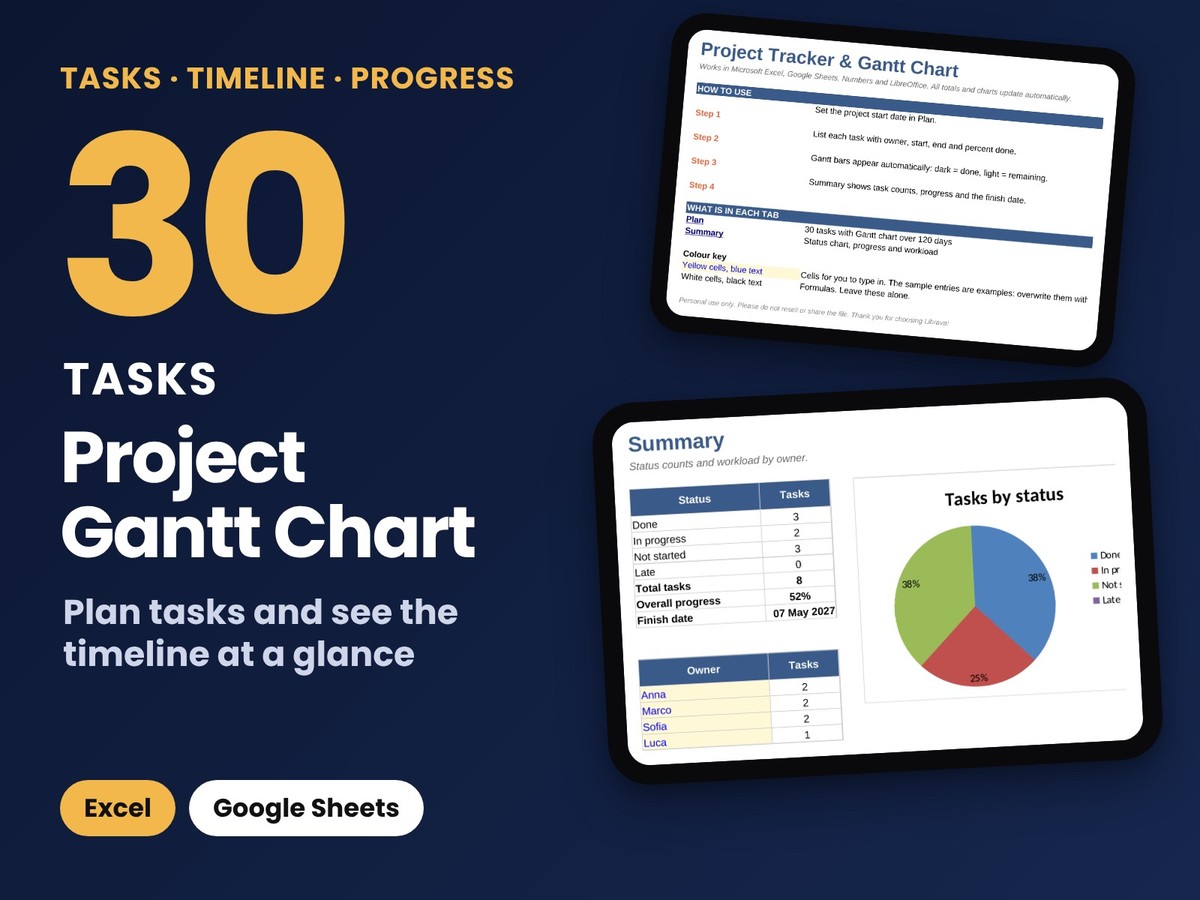 TASKS · TIMELINE · PROGRESS
30
TASKS
Project
Gantt Chart
Plan tasks and see the
timeline at a glance
Excel
Google Sheets
Project Tracker & Gantt Chart
Works in Microsoft Excel, Google Sheets, Numbers and LibreOffice. All totals and charts update automatically.
HOW TO USE
Step 1 Set the project start date in Plan.
Step 2 List each task with owner, start, end and percent done.
Step 3 Gantt bars appear automatically: dark = done, light = remaining.
Step 4 Summary shows task counts, progress and the finish date.
WHAT IS IN EACH TAB
Plan 30 tasks with Gantt chart over 120 days
Summary Status chart, progress and workload
Colour key
Yellow cells, blue text Cells for you to type in. The sample entries are examples: overwrite them with
White cells, black text Formulas. Leave these alone.
Personal use only. Please do not resell or share the file. Thank you for choosing Librava!
Summary
Status counts and workload by owner.
Status Tasks
Done 3
In progress 2
Not started 3
Late 0
Total tasks 8
Overall progress 52%
Finish date 07 May 2027
Owner Tasks
Anna 2
Marco 2
Sofia 2
Luca 1
Tasks by status
38%
38%
25%
Done
In pr
Not s
Late